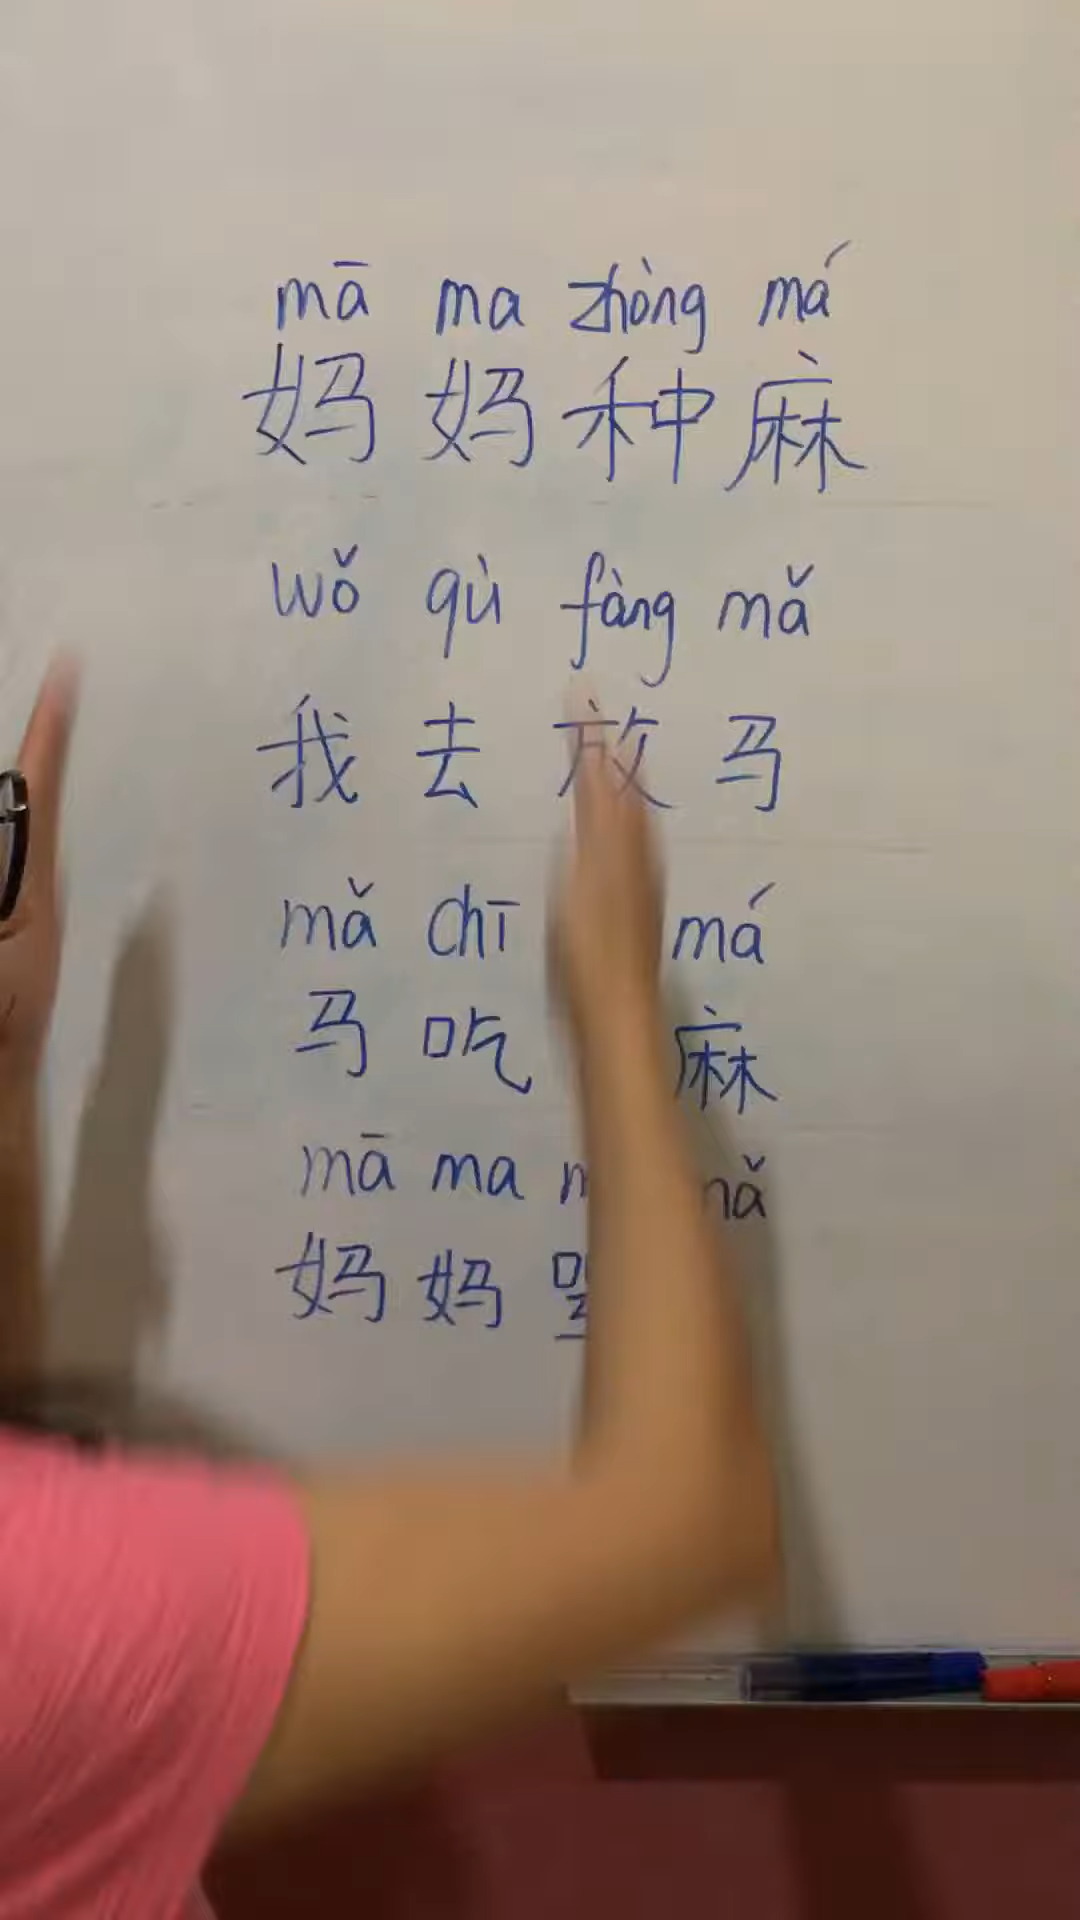 mā ma zhòng má
妈妈种麻
wǒ qù fàng mǎ
我去放马
mǎ chī má
马吃麻
mā ma
妈妈